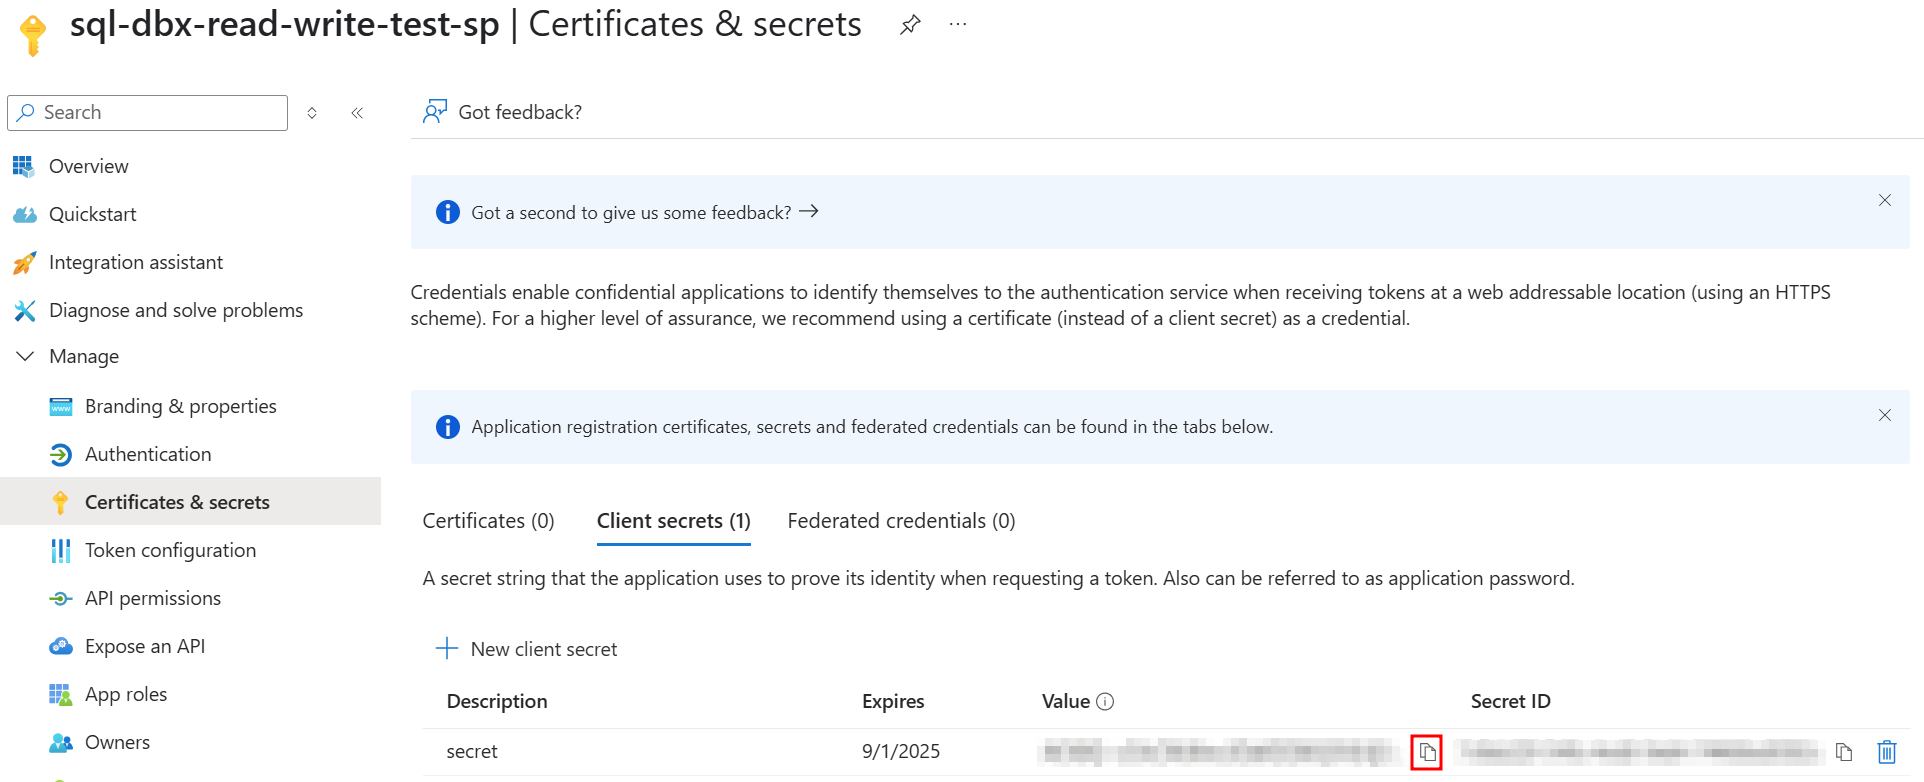 sql-dbx-read-write-test-sp | Certificates & secrets
Search
Got feedback?
Overview
Quickstart
Integration assistant
Diagnose and solve problems
Manage
Branding & properties
Authentication
Certificates & secrets
Token configuration
API permissions
Expose an API
App roles
Owners
Got a second to give us some feedback?
Credentials enable confidential applications to identify themselves to the authentication service when receiving tokens at a web addressable location (using an HTTPS
scheme). For a higher level of assurance, we recommend using a certificate (instead of a client secret) as a credential.
Application registration certificates, secrets and federated credentials can be found in the tabs below.
Certificates (0) Client secrets (1) Federated credentials (0)
A secret string that the application uses to prove its identity when requesting a token. Also can be referred to as application password.
New client secret
Description Expires Value Secret ID
secret 9/1/2025